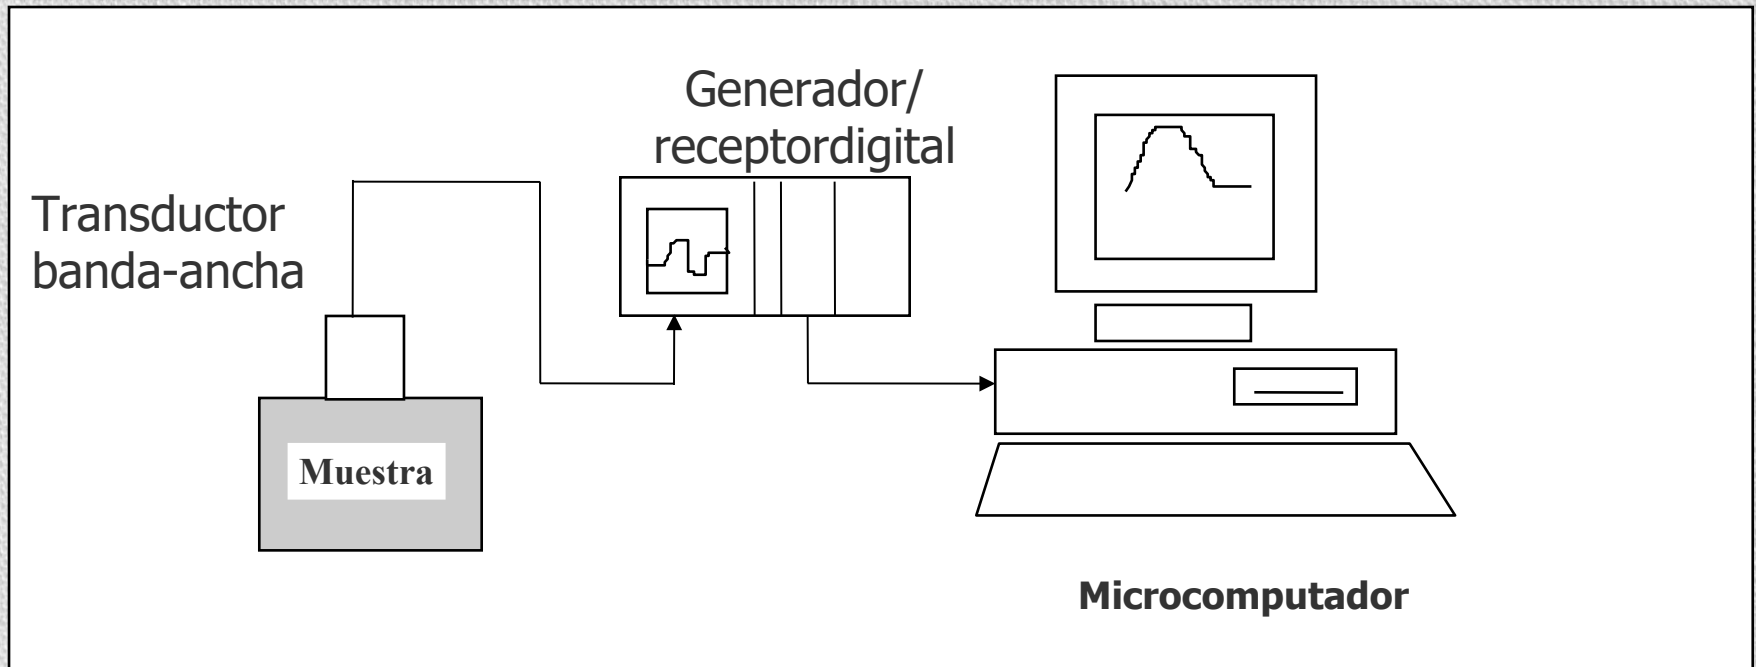 Generador/
receptordigital
Transductor
banda-ancha
Muestra
Microcomputador